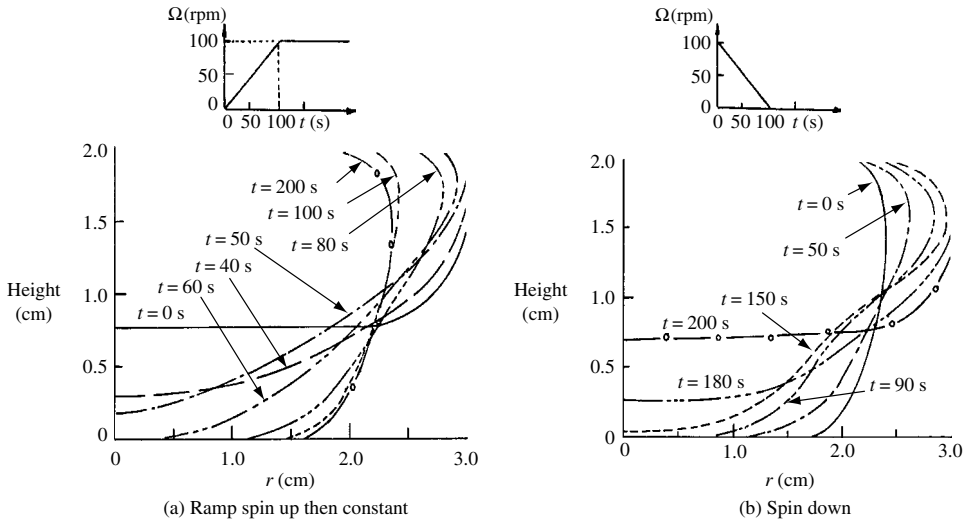 Ω(rpm)
100
50
0
0 50 100 t (s)
2.0
1.5
Height
(cm)
1.0
0.5
0
t = 200 s
t = 100 s
t = 80 s
t = 50 s
t = 40 s
t = 60 s
t = 0 s
0 1.0 2.0 3.0
r (cm)
(a) Ramp spin up then constant
Ω(rpm)
100
50
0
0 50 100 t (s)
2.0
1.5
Height
(cm)
1.0
0.5
0
t = 0 s
t = 50 s
t = 150 s
t = 200 s
t = 180 s
t = 90 s
0 1.0 2.0 3.0
r (cm)
(b) Spin down